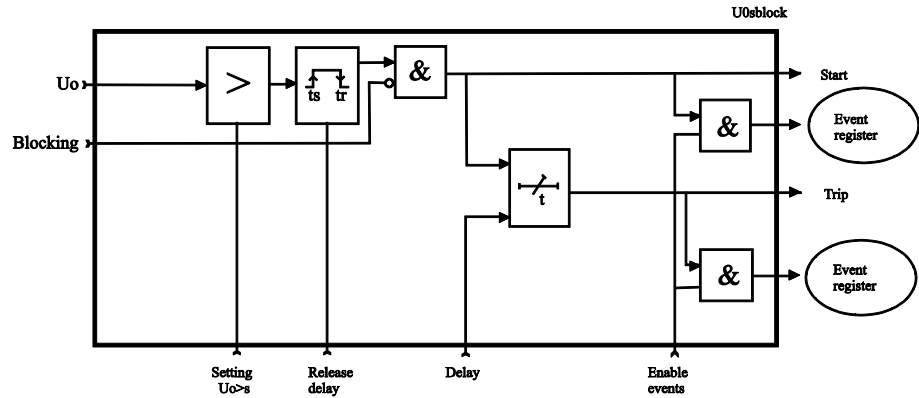 U0sblock
Uo
>
ts tr
&
Start
Blocking
&
Event
register
t
Trip
&
Event
register
Setting
Uo>s
Release
delay
Delay
Enable
events